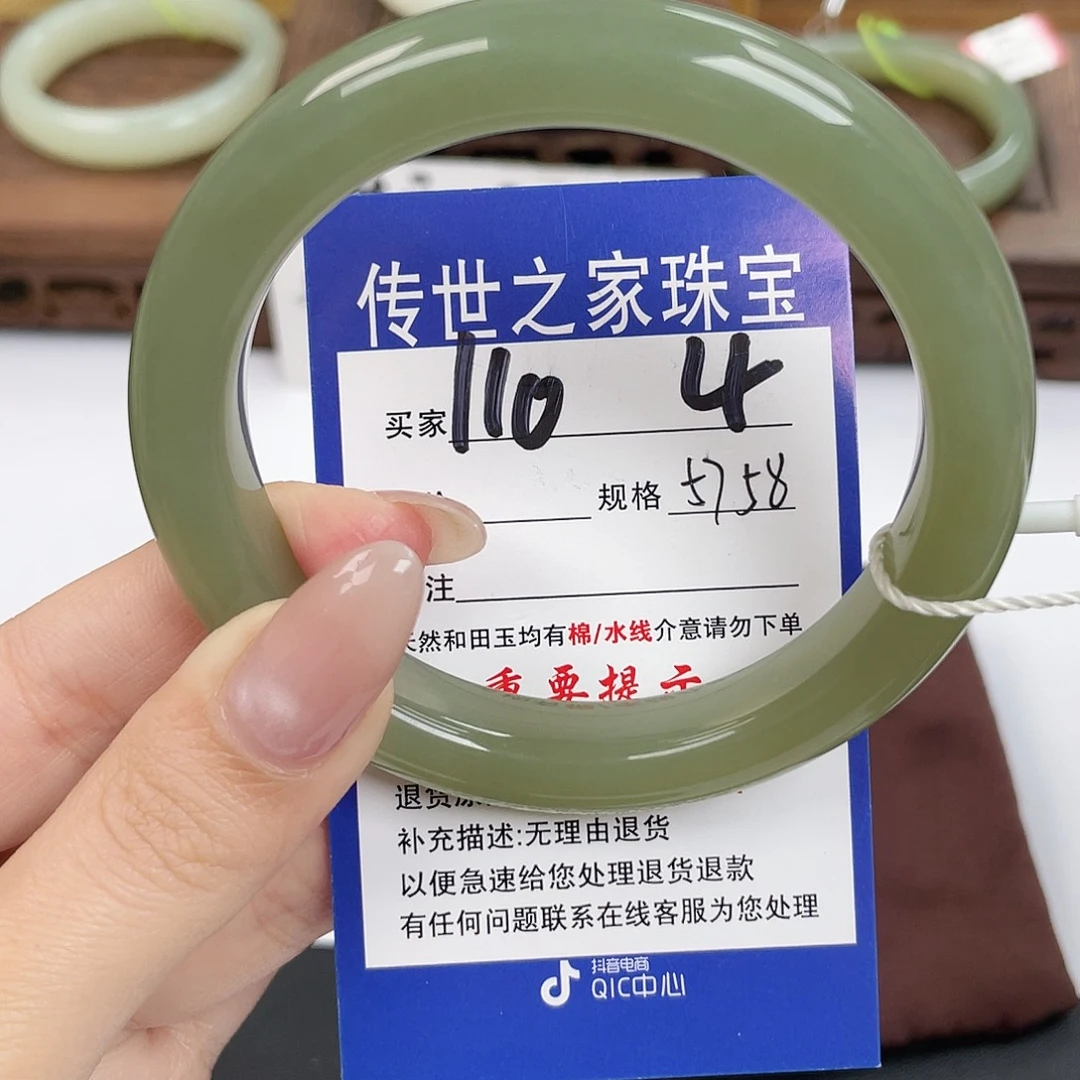 传世之家珠宝
买家 110 4
规格 5758
注
天然和田玉均有棉/水线介意请勿下单
重要提示
退货原
补充描述:无理由退货
以便急速给您处理退货退款
有任何问题联系在线客服为您处理
抖音电商
QIC中心